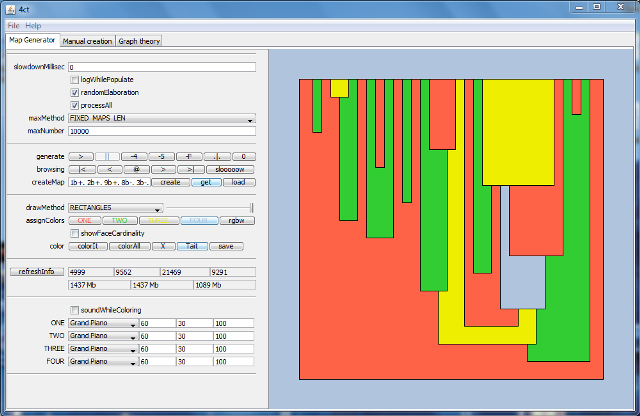 4ct
File Help
Map Generator Manual creation Graph theory
slowdownMillisec 0
logWhilePopulate
randomElaboration
processAll
maxMethod FIXED_MAPS_LEN
maxNumber 10000
generate > || -4 -5 -F .|. 0
browsing |< < @ > >| slooooow
createMap 1b+. 2b+. 9b+. 8b-. 3b-. create get load
drawMethod RECTANGLES
assignColors ONE TWO THREE FOUR rgbw
showFaceCardinality
color colorIt colorAll X Tait save
refreshInfo 4999 9562 21469 9291
1437 Mb 1437 Mb 1089 Mb
soundWhileColoring
ONE Grand Piano 60 30 100
TWO Grand Piano 60 30 100
THREE Grand Piano 60 30 100
FOUR Grand Piano 60 30 100